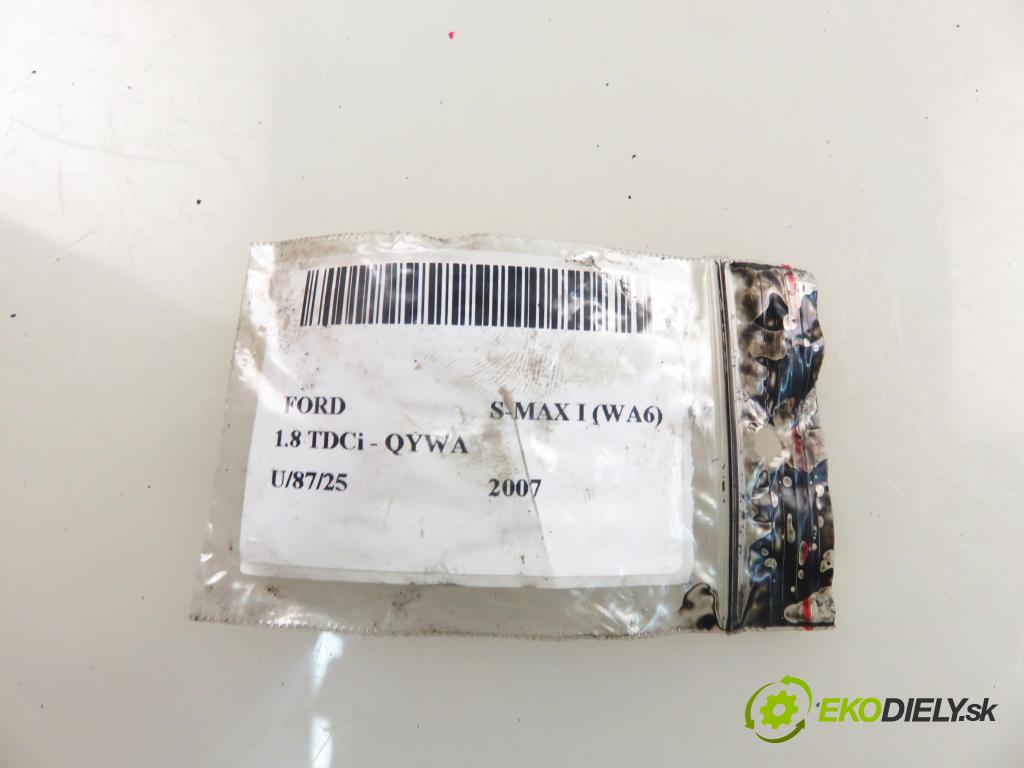 FORD S-MAX I (WA6)
1.8 TDCi - QYWA
U/87/25 2007
EKODIELY.sk